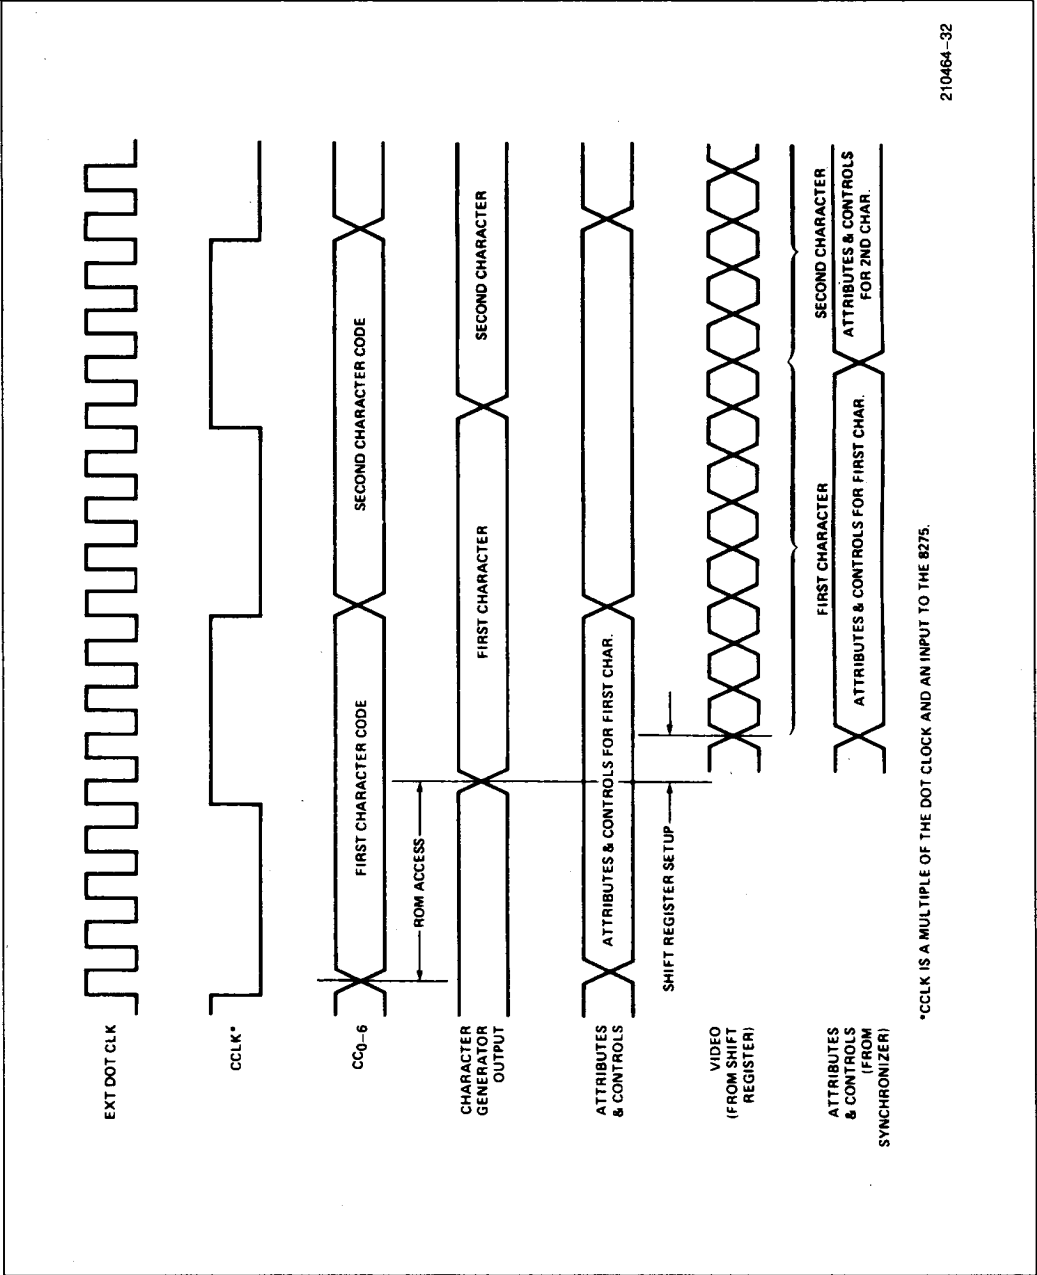 EXT DOT CLK
CCLK*
CC0–6
FIRST CHARACTER CODE
SECOND CHARACTER CODE
ROM ACCESS
CHARACTER
GENERATOR
OUTPUT
FIRST CHARACTER
SECOND CHARACTER
ATTRIBUTES
& CONTROLS
ATTRIBUTES & CONTROLS FOR FIRST CHAR.
SHIFT REGISTER SETUP
VIDEO
(FROM SHIFT
REGISTER)
FIRST CHARACTER
SECOND CHARACTER
ATTRIBUTES
& CONTROLS
(FROM
SYNCHRONIZER)
ATTRIBUTES & CONTROLS FOR FIRST CHAR.
ATTRIBUTES & CONTROLS
FOR 2ND CHAR.
*CCLK IS A MULTIPLE OF THE DOT CLOCK AND AN INPUT TO THE 8275.
210464–32